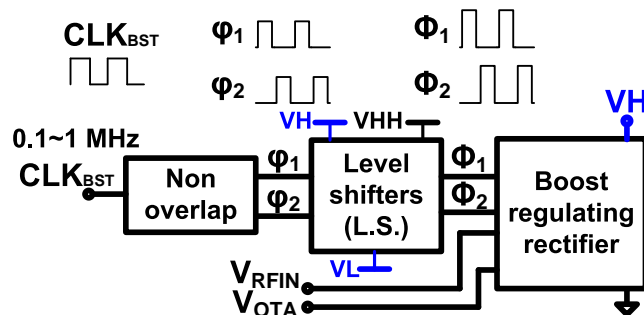 CLKBST
φ1
Φ1
φ2
Φ2
VH
VH
VHH
0.1~1 MHz
CLKBST
Non
overlap
φ1
φ2
Level
shifters
(L.S.)
Φ1
Φ2
Boost
regulating
rectifier
VL
VRFIN
VOTA